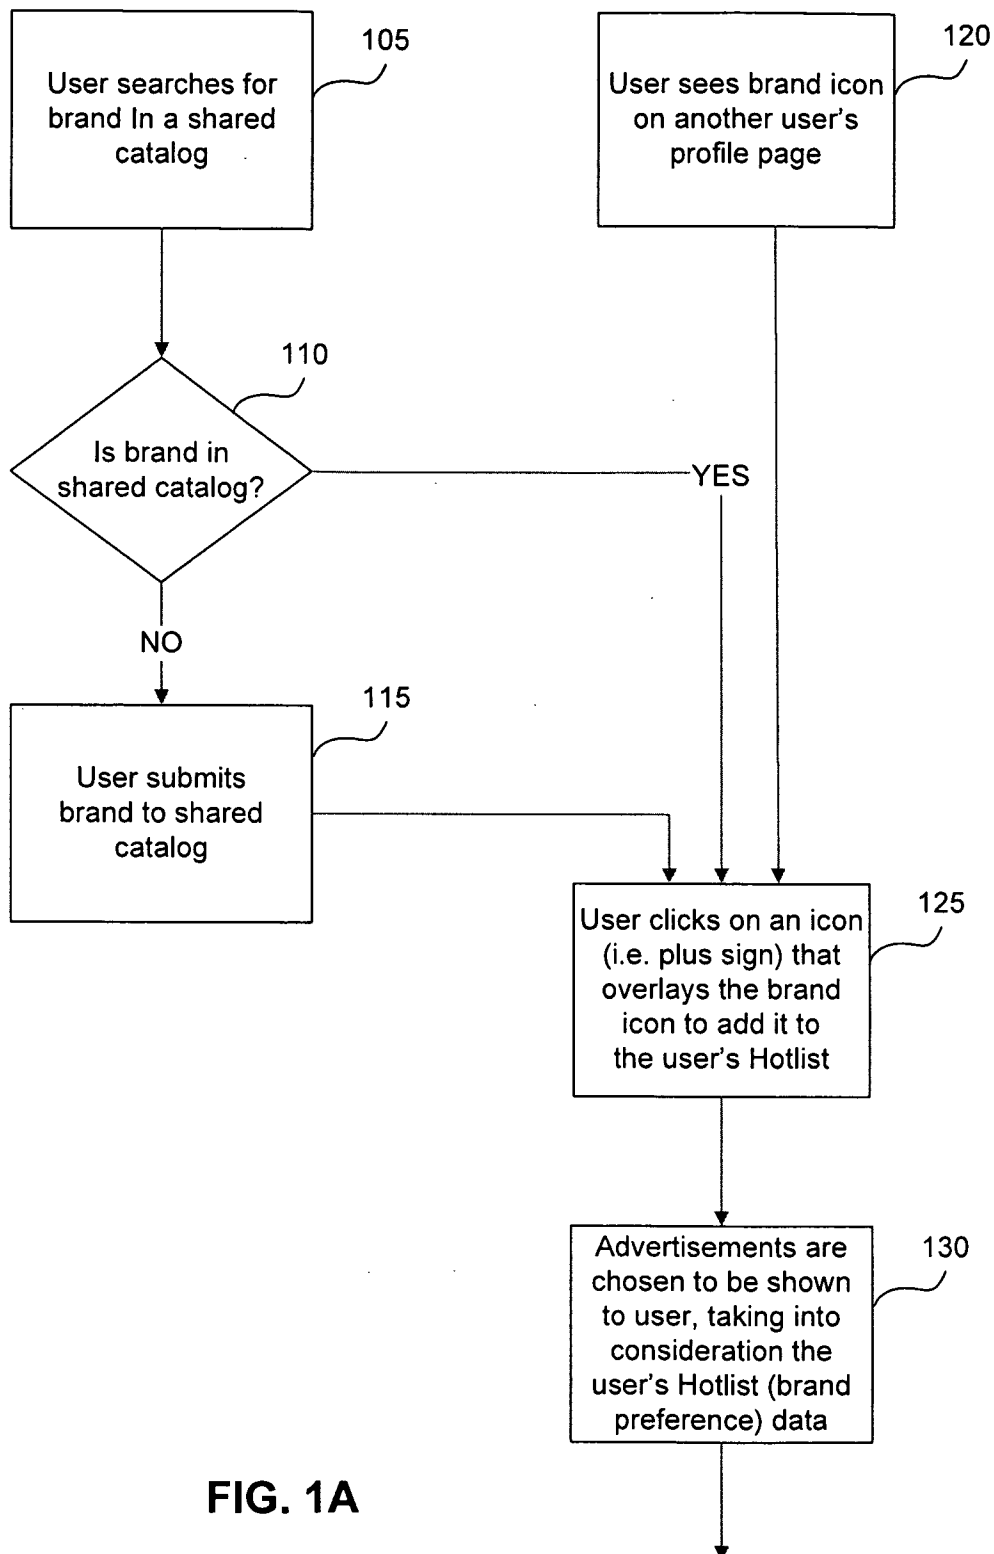 105
User searches for
brand In a shared
catalog
120
User sees brand icon
on another user's
profile page
110
Is brand in
shared catalog?
YES
NO
115
User submits
brand to shared
catalog
125
User clicks on an icon
(i.e. plus sign) that
overlays the brand
icon to add it to
the user's Hotlist
130
Advertisements are
chosen to be shown
to user, taking into
consideration the
user's Hotlist (brand
preference) data
FIG. 1A